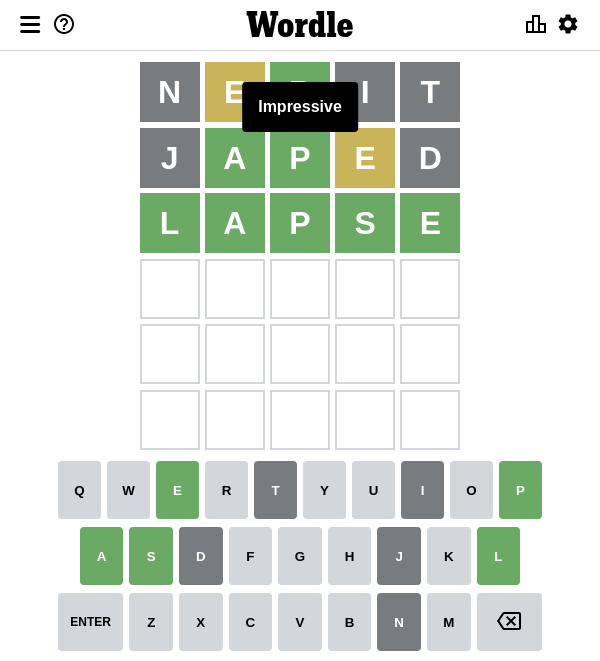 Wordle
N E P I T
Impressive
J A P E D
L A P S E
Q W E R T Y U I O P
A S D F G H J K L
ENTER Z X C V B N M